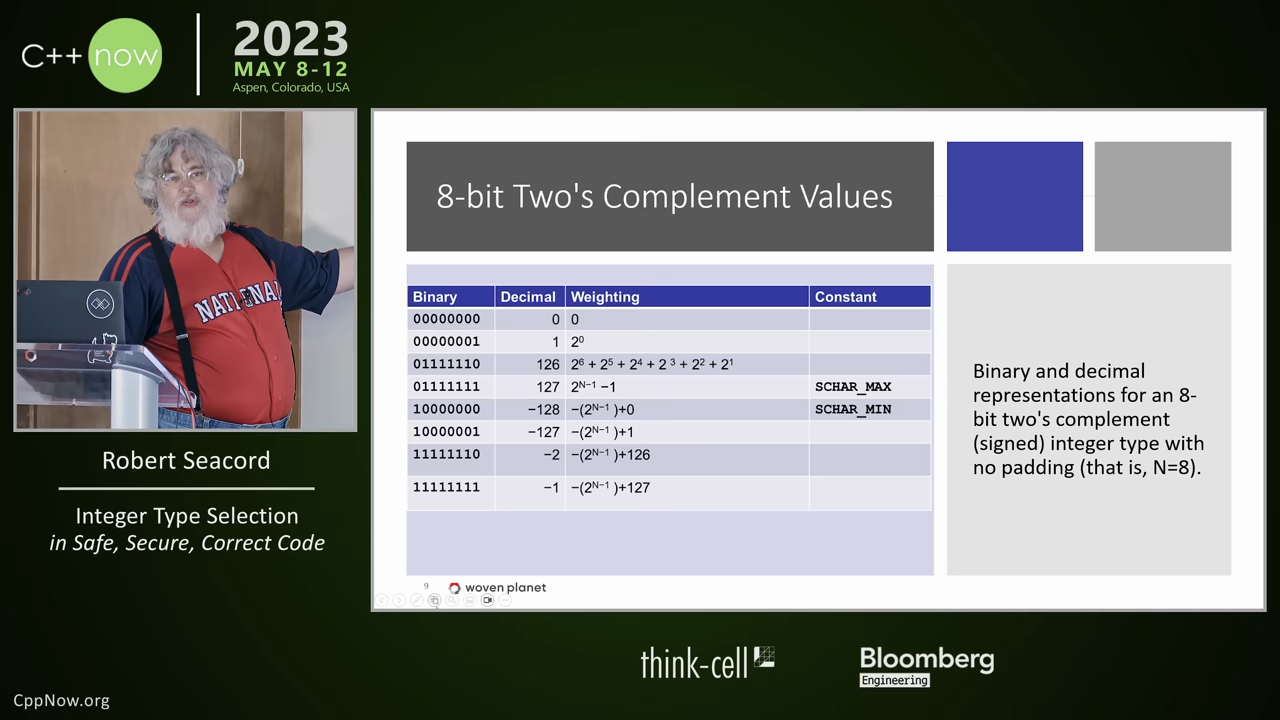 C++ now
2023
MAY 8-12
Aspen, Colorado, USA
NATIONAL
Robert Seacord
Integer Type Selection
in Safe, Secure, Correct Code
8-bit Two's Complement Values
Binary Decimal Weighting Constant
00000000 0 0
00000001 1 2⁰
01111110 126 2⁶ + 2⁵ + 2⁴ + 2 ³ + 2² + 2¹
01111111 127 2ᴺ⁻¹ −1 SCHAR_MAX
10000000 −128 −(2ᴺ⁻¹ )+0 SCHAR_MIN
10000001 −127 −(2ᴺ⁻¹ )+1
11111110 −2 −(2ᴺ⁻¹ )+126
11111111 −1 −(2ᴺ⁻¹ )+127
Binary and decimal
representations for an 8-
bit two's complement
(signed) integer type with
no padding (that is, N=8).
9 woven planet
think-cell
Bloomberg
Engineering
CppNow.org